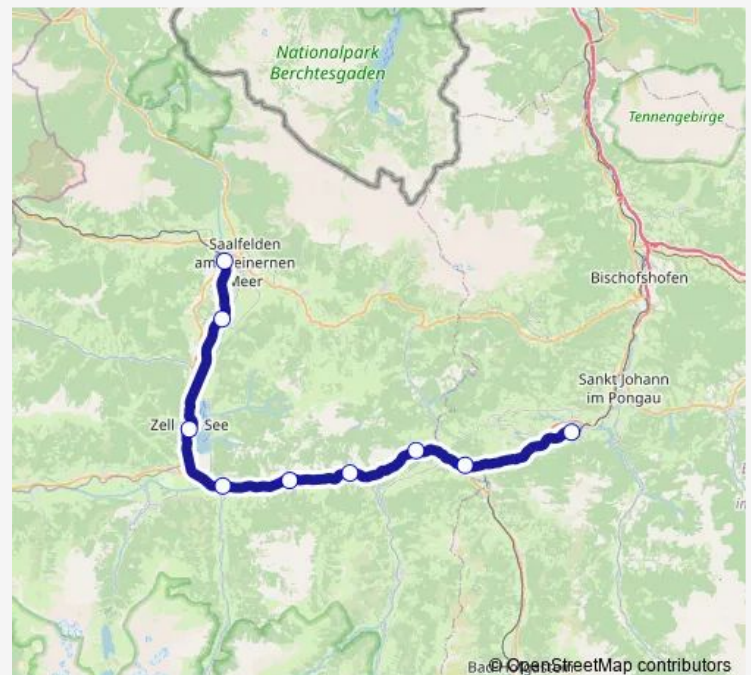 Nationalpark
Berchtesgaden
Tennengebirge
Saalfelden
am Steinernen
Meer
Bischofshofen
Sankt Johann
im Pongau
Zell
See
© OpenStreetMap contributors